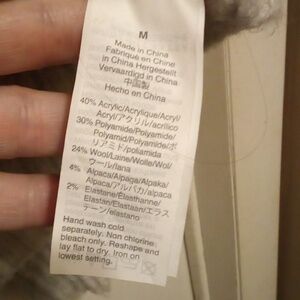 M
Made in China
Fabriqué en Chine
in China Hergestellt
Vervaardigd in China
中国製
Hecho en China
40% Acrylic/Acrylique/Acryl/
Acryl/アクリル/acrílico
30% Polyamide/Polyamide/
Polyamid/Polyamide/ポ
リアミド/poliamida
24% Wool/Laine/Wolle/Wol/
ウール/lana
4% Alpaca/Alpaga/Alpaka/
Alpaca/アルパカ/alpaca
2% Elastane/Élasthanne/
Elastan/Elastaan/エラス
テーン/elastano
Hand wash cold
separately. Non chlorine
bleach only. Reshape and
lay flat to dry. Iron on
lowest setting.